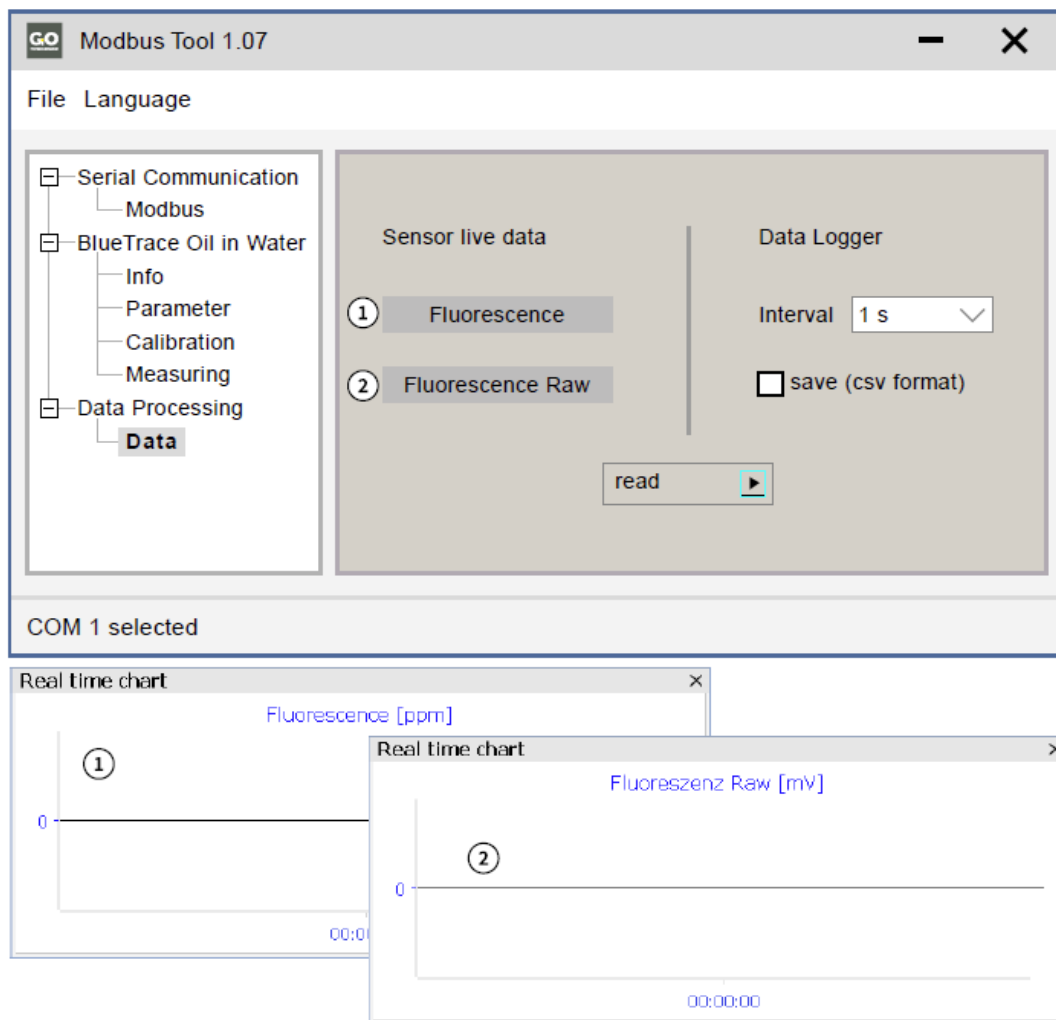 GO Modbus Tool 1.07
File Language
Serial Communication
Modbus
BlueTrace Oil in Water
Info
Parameter
Calibration
Measuring
Data Processing
Data
Sensor live data
1 Fluorescence
2 Fluorescence Raw
Data Logger
Interval 1 s
save (csv format)
read
COM 1 selected
Real time chart
Fluorescence [ppm]
1
0
Real time chart
Fluoreszenz Raw [mV]
2
0
00:00:00